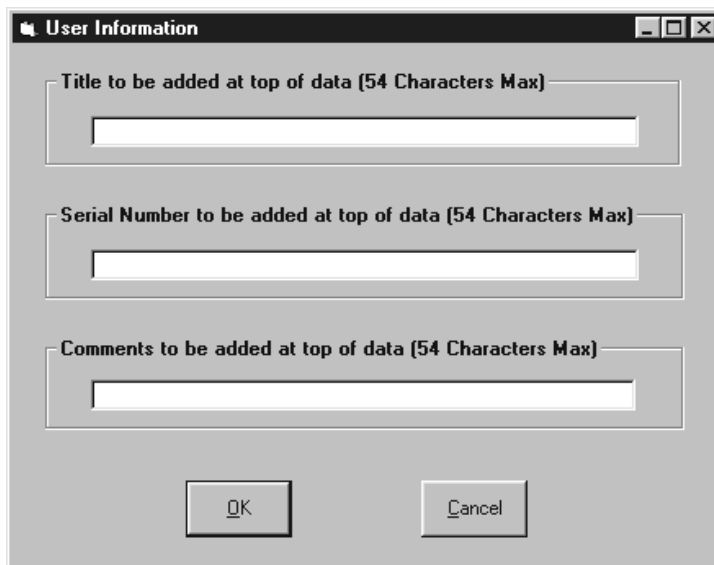 User Information
Title to be added at top of data (54 Characters Max)
Serial Number to be added at top of data (54 Characters Max)
Comments to be added at top of data (54 Characters Max)
OK Cancel